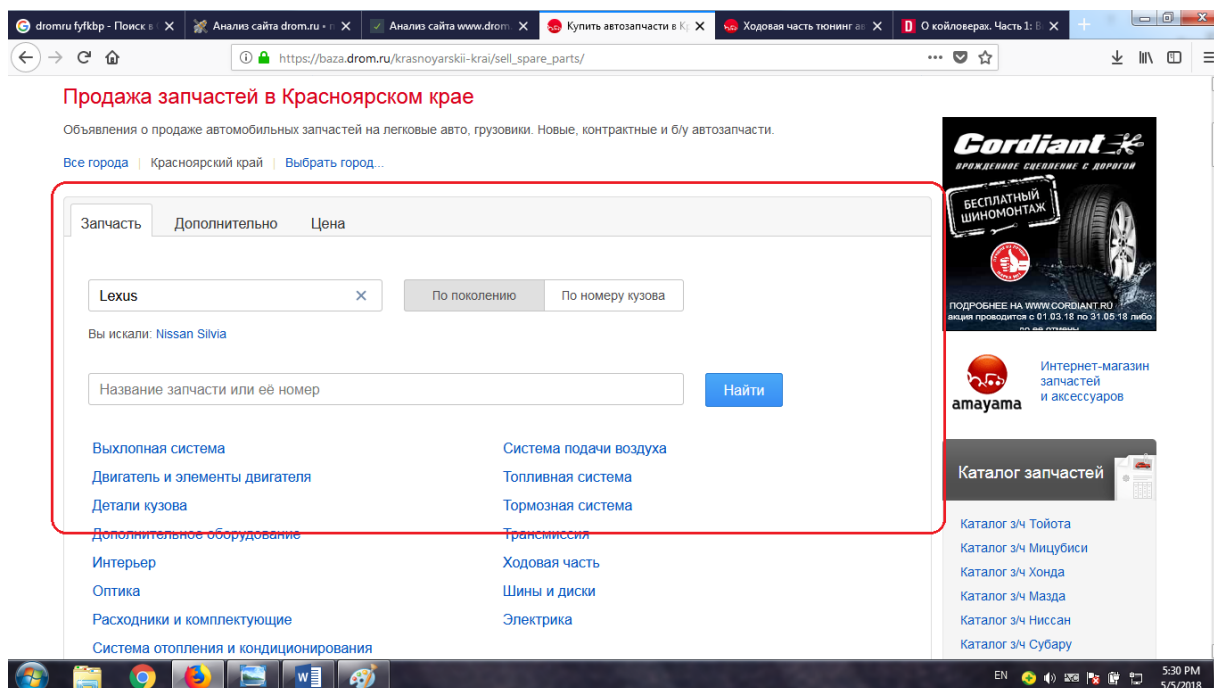 dromru fyfkbp - Поиск в
Анализ сайта drom.ru •
Анализ сайта www.drom.
Купить автозапчасти в Кр
Ходовая часть тюнинг ав
О койловерах. Часть 1: В
https://baza.drom.ru/krasnoyarskii-krai/sell_spare_parts/
Продажа запчастей в Красноярском крае
Объявления о продаже автомобильных запчастей на легковые авто, грузовики. Новые, контрактные и б/у автозапчасти.
Все города | Красноярский край | Выбрать город...
Запчасть Дополнительно Цена
Lexus
По поколению По номеру кузова
Вы искали: Nissan Silvia
Название запчасти или её номер
Найти
Выхлопная система
Двигатель и элементы двигателя
Детали кузова
Дополнительное оборудование
Интерьер
Оптика
Расходники и комплектующие
Система отопления и кондиционирования
Система подачи воздуха
Топливная система
Тормозная система
Трансмиссия
Ходовая часть
Шины и диски
Электрика
Cordiant
ВРОЖДЕННОЕ СЦЕПЛЕНИЕ С ДОРОГОЙ
БЕСПЛАТНЫЙ
ШИНОМОНТАЖ
ПОДРОБНЕЕ НА WWW.CORDIANT.RU
акция проводится с 01.03.18 по 31.05.18 либо
до ее отмены
amayama
Интернет-магазин
запчастей
и аксессуаров
Каталог запчастей
Каталог з/ч Тойота
Каталог з/ч Мицубиси
Каталог з/ч Хонда
Каталог з/ч Мазда
Каталог з/ч Ниссан
Каталог з/ч Субару
EN
5:30 PM
5/5/2018